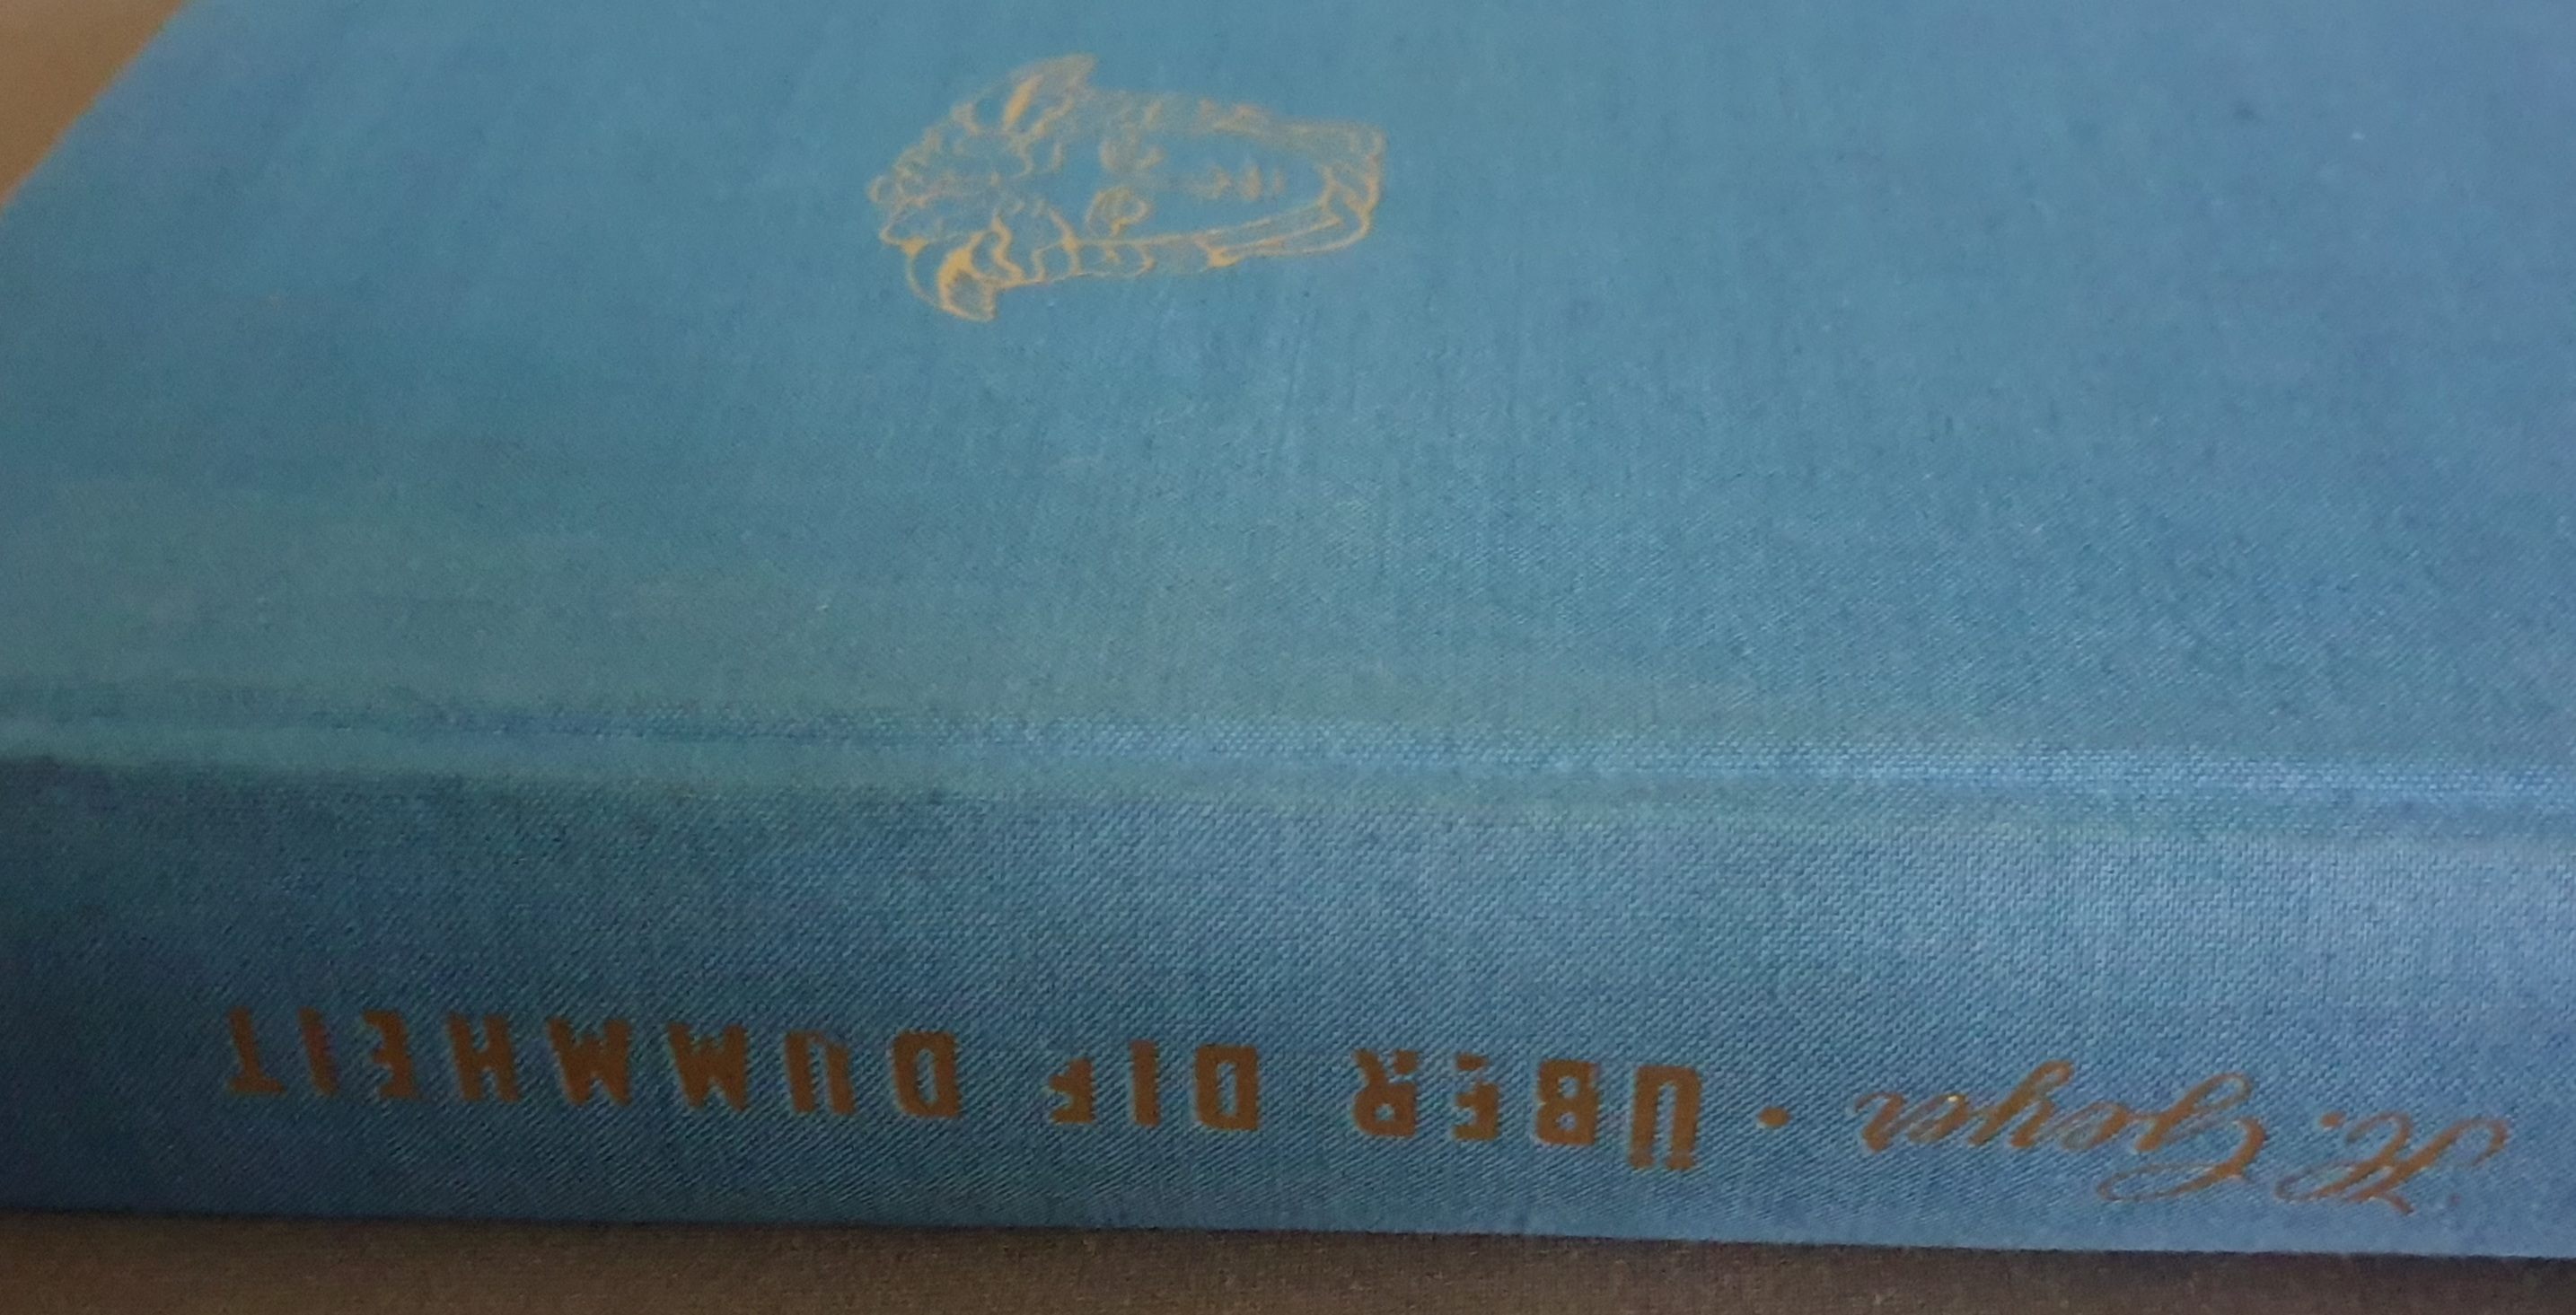 H. Geyer · ÜBER DIE DUMMHEIT